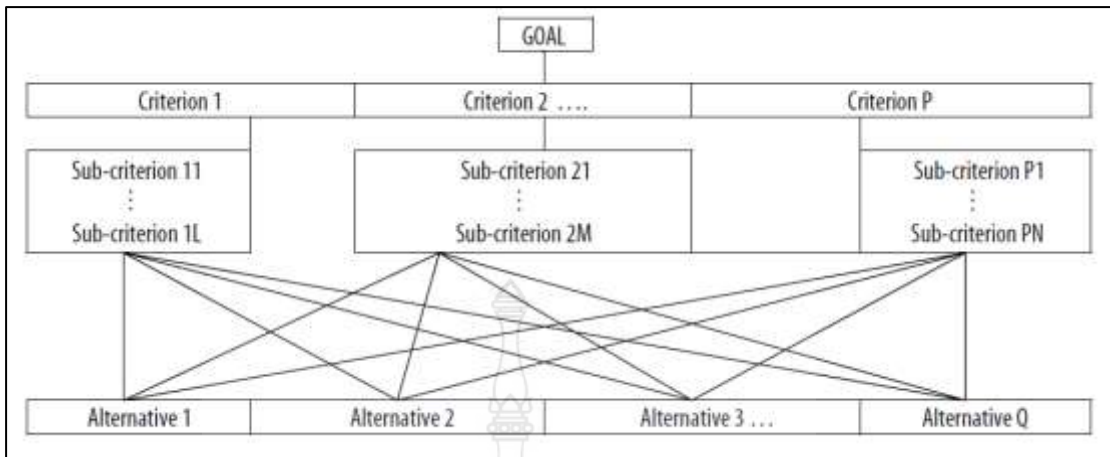 GOAL
Criterion 1
Criterion 2 ....
Criterion P
Sub-criterion 11
⋮
Sub-criterion 1L
Sub-criterion 21
⋮
Sub-criterion 2M
Sub-criterion P1
⋮
Sub-criterion PN
Alternative 1
Alternative 2
Alternative 3 ...
Alternative Q